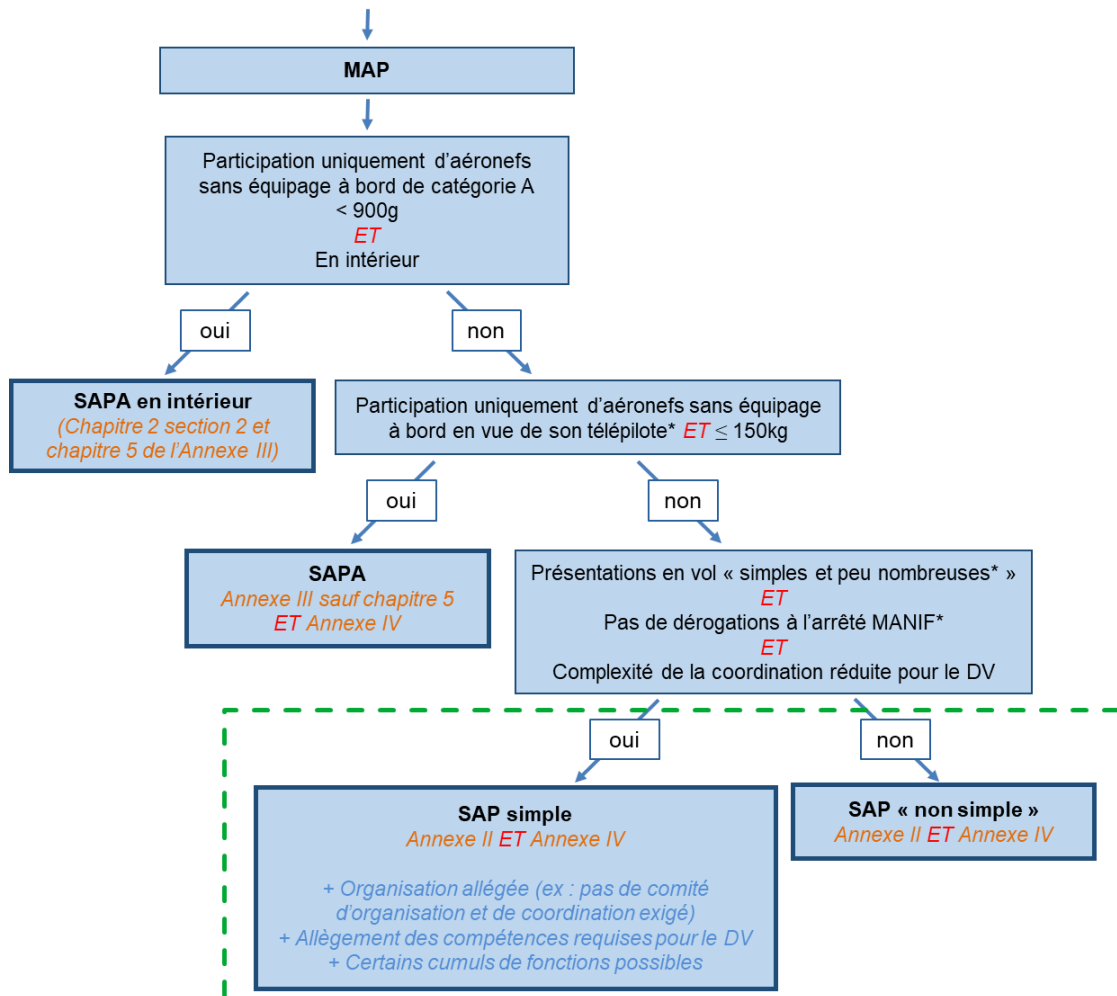 MAP
Participation uniquement d’aéronefs
sans équipage à bord de catégorie A
< 900g
ET
En intérieur
oui
non
SAPA en intérieur
(Chapitre 2 section 2 et
chapitre 5 de l’Annexe III)
Participation uniquement d’aéronefs sans équipage
à bord en vue de son télépilote* ET ≤ 150kg
oui
non
SAPA
Annexe III sauf chapitre 5
ET Annexe IV
Présentations en vol « simples et peu nombreuses* »
ET
Pas de dérogations à l’arrêté MANIF*
ET
Complexité de la coordination réduite pour le DV
oui
non
SAP simple
Annexe II ET Annexe IV
+ Organisation allégée (ex : pas de comité
d’organisation et de coordination exigé)
+ Allègement des compétences requises pour le DV
+ Certains cumuls de fonctions possibles
SAP « non simple »
Annexe II ET Annexe IV